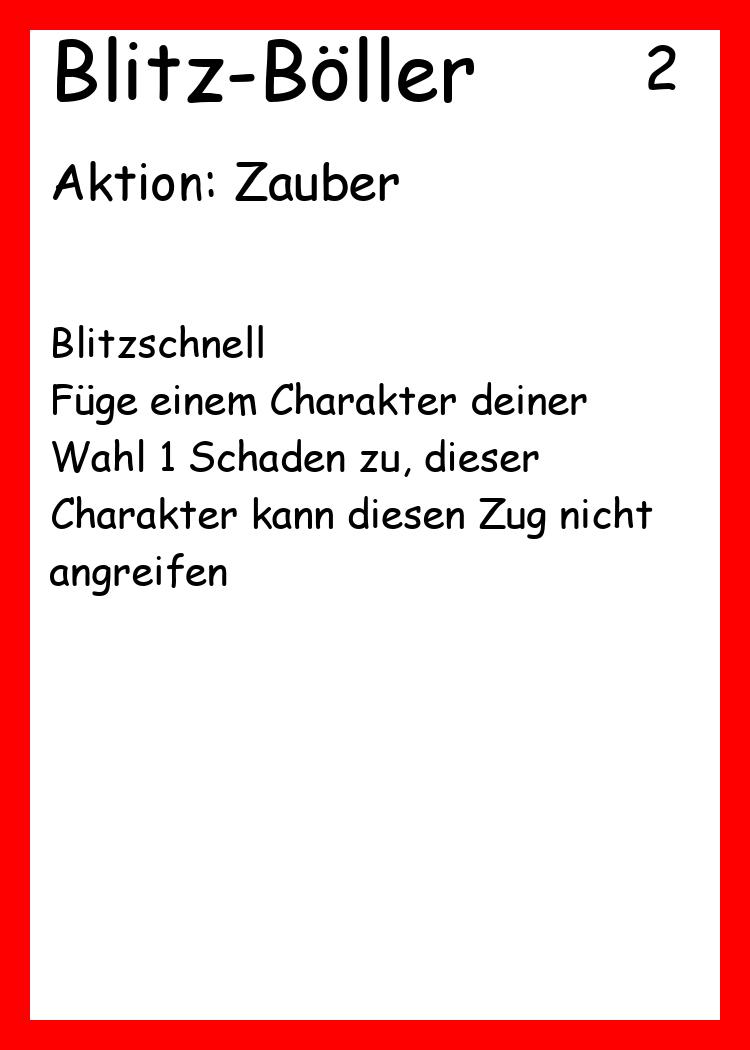 Blitz-Böller 2
Aktion: Zauber
Blitzschnell
Füge einem Charakter deiner
Wahl 1 Schaden zu, dieser
Charakter kann diesen Zug nicht
angreifen